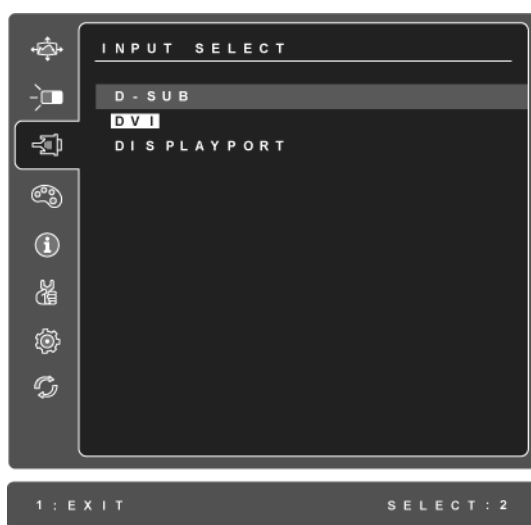 INPUT SELECT
D-SUB
DVI
DISPLAYPORT
1:EXIT SELECT:2